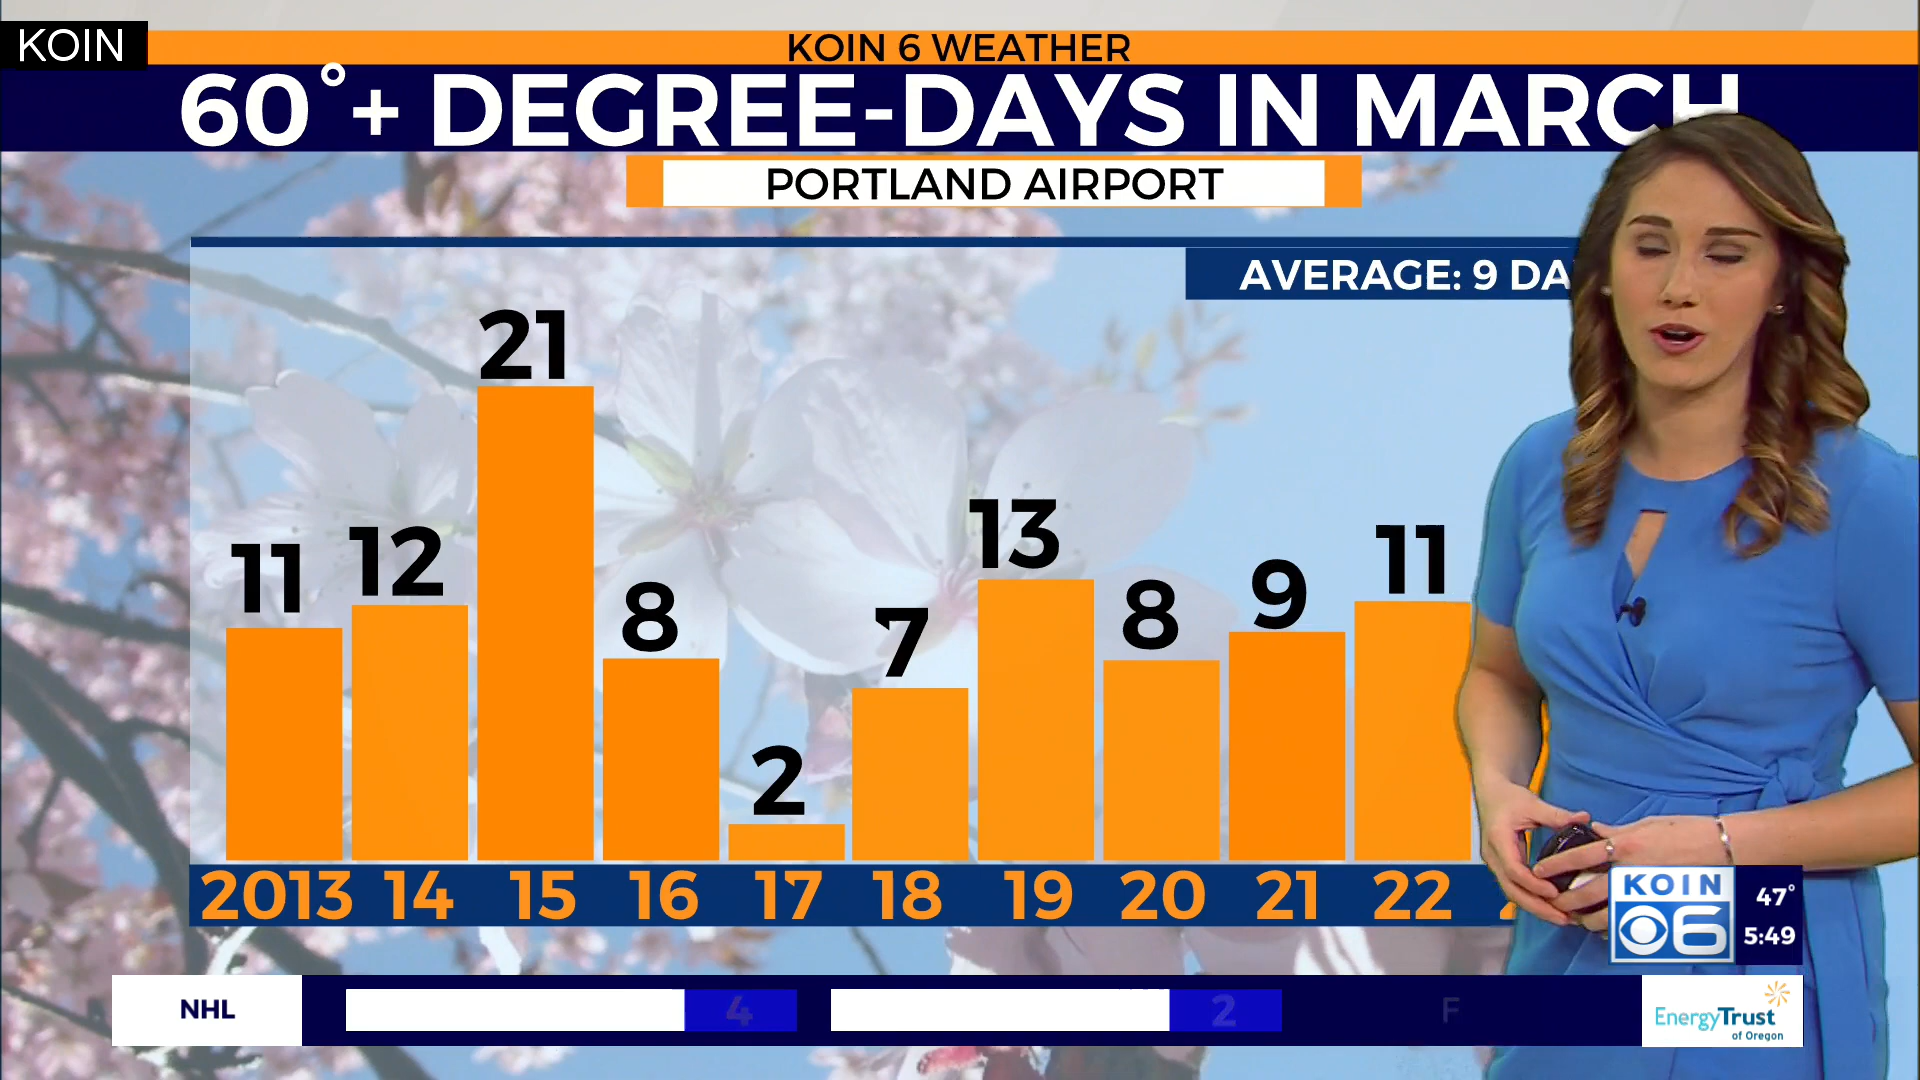 KOIN
KOIN 6 WEATHER
60°+ DEGREE-DAYS IN MARCH
PORTLAND AIRPORT
AVERAGE: 9
11
12
21
8
2
7
13
8
9
11
2013 14 15 16 17 18 19 20 21 22
KOIN
6
47°
5:49
NHL
4
2
F
EnergyTrust
of Oregon